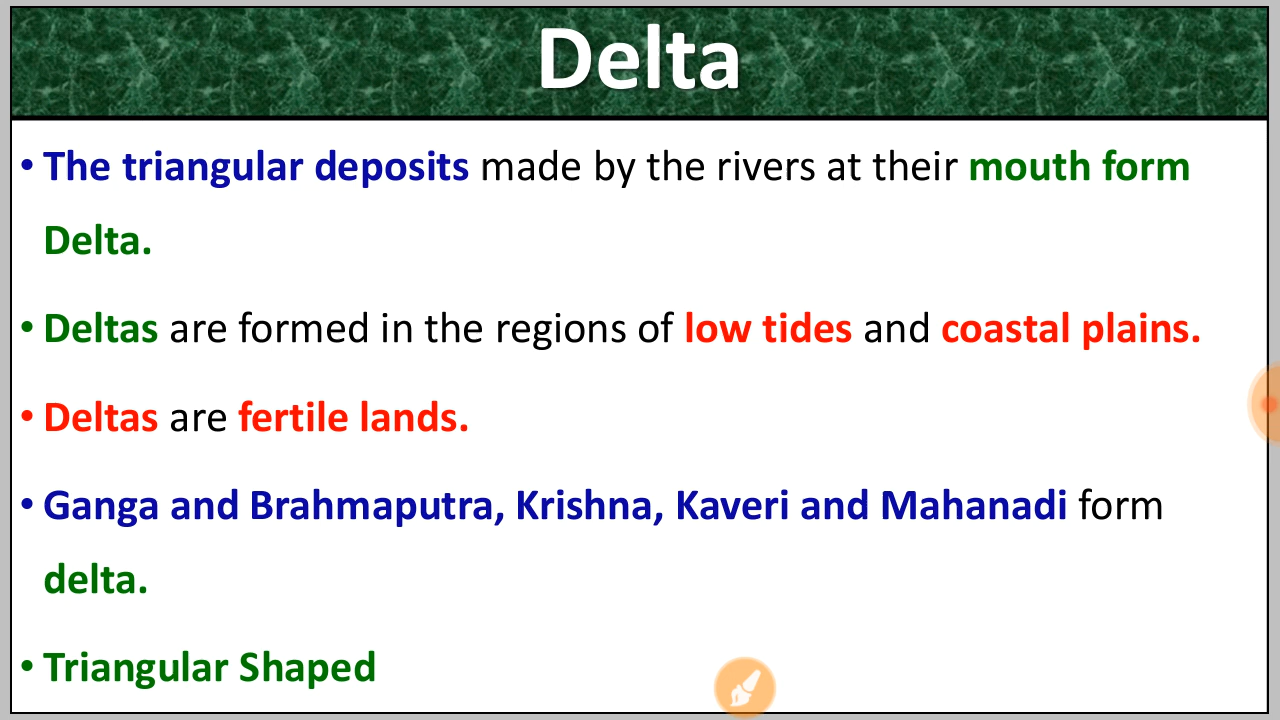 Delta
• The triangular deposits made by the rivers at their mouth form
Delta.
• Deltas are formed in the regions of low tides and coastal plains.
• Deltas are fertile lands.
• Ganga and Brahmaputra, Krishna, Kaveri and Mahanadi form
delta.
• Triangular Shaped